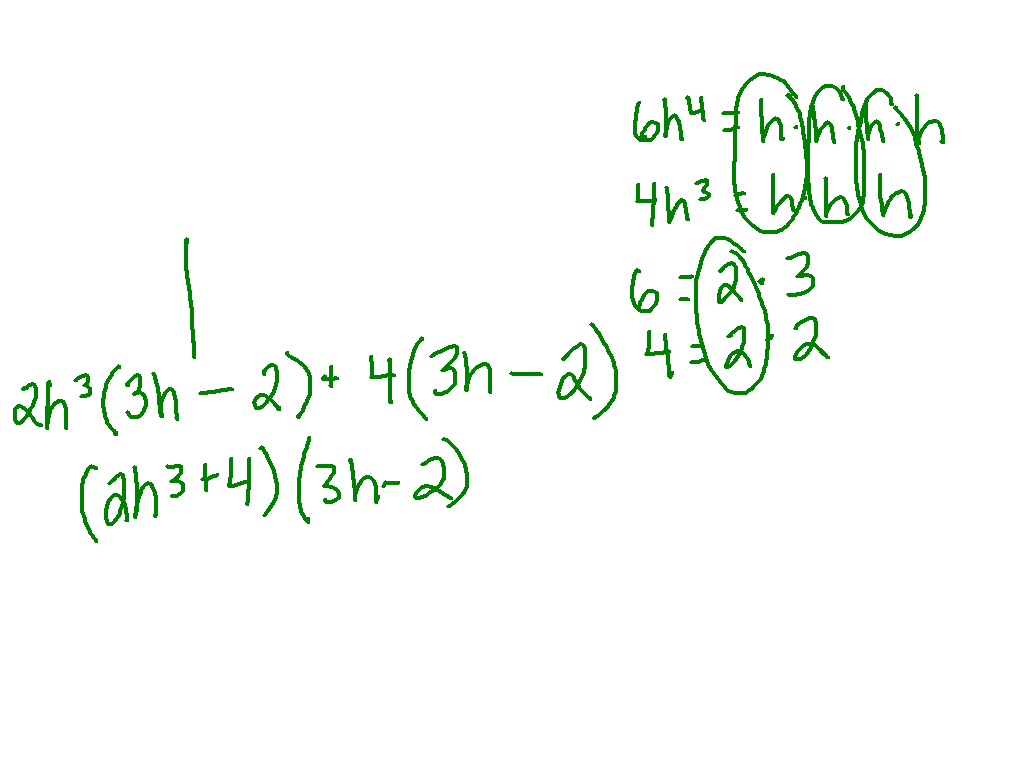 6h⁴ = h · h · h · h
4h³ = h · h h
6 = 2 · 3
4 = 2 · 2
2h³(3h - 2) + 4(3h - 2)
(2h³ + 4)(3h - 2)